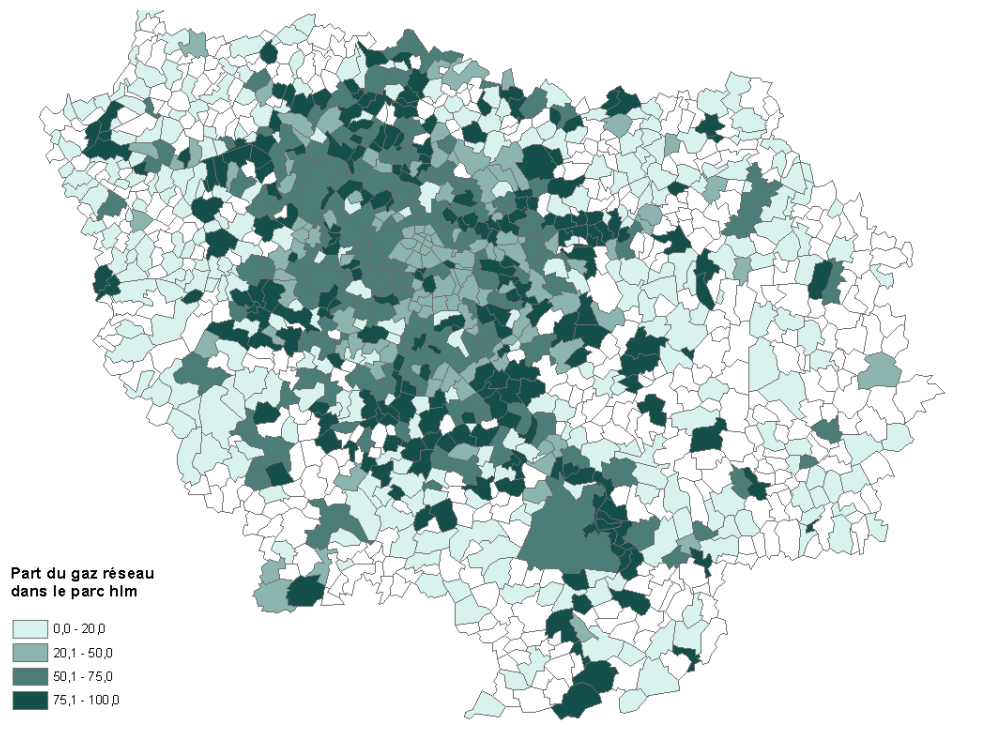 Part du gaz réseau
dans le parc hlm
0,0 - 20,0
20,1 - 50,0
50,1 - 75,0
75,1 - 100,0